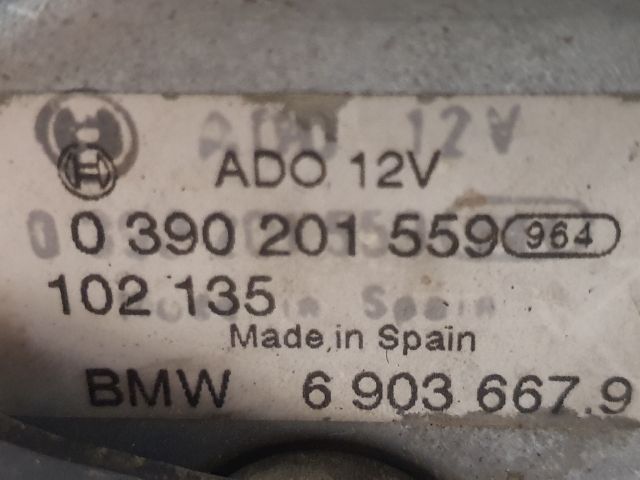 ADO 12V
0 390 201 559 964
102 135
Made in Spain
BMW 6 903 667.9